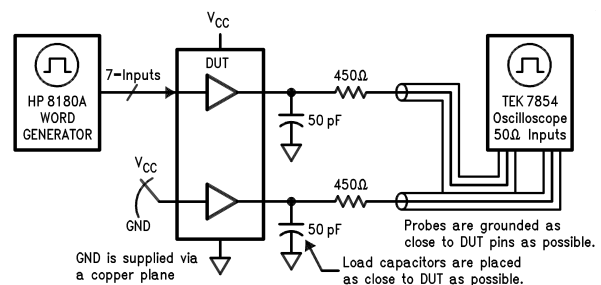 VCC
DUT
7-Inputs
HP 8180A
WORD
GENERATOR
450Ω
50 pF
TEK 7854
Oscilloscope
50Ω Inputs
VCC
GND
450Ω
50 pF
GND is supplied via
a copper plane
Probes are grounded as
close to DUT pins as possible.
Load capacitors are placed
as close to DUT as possible.